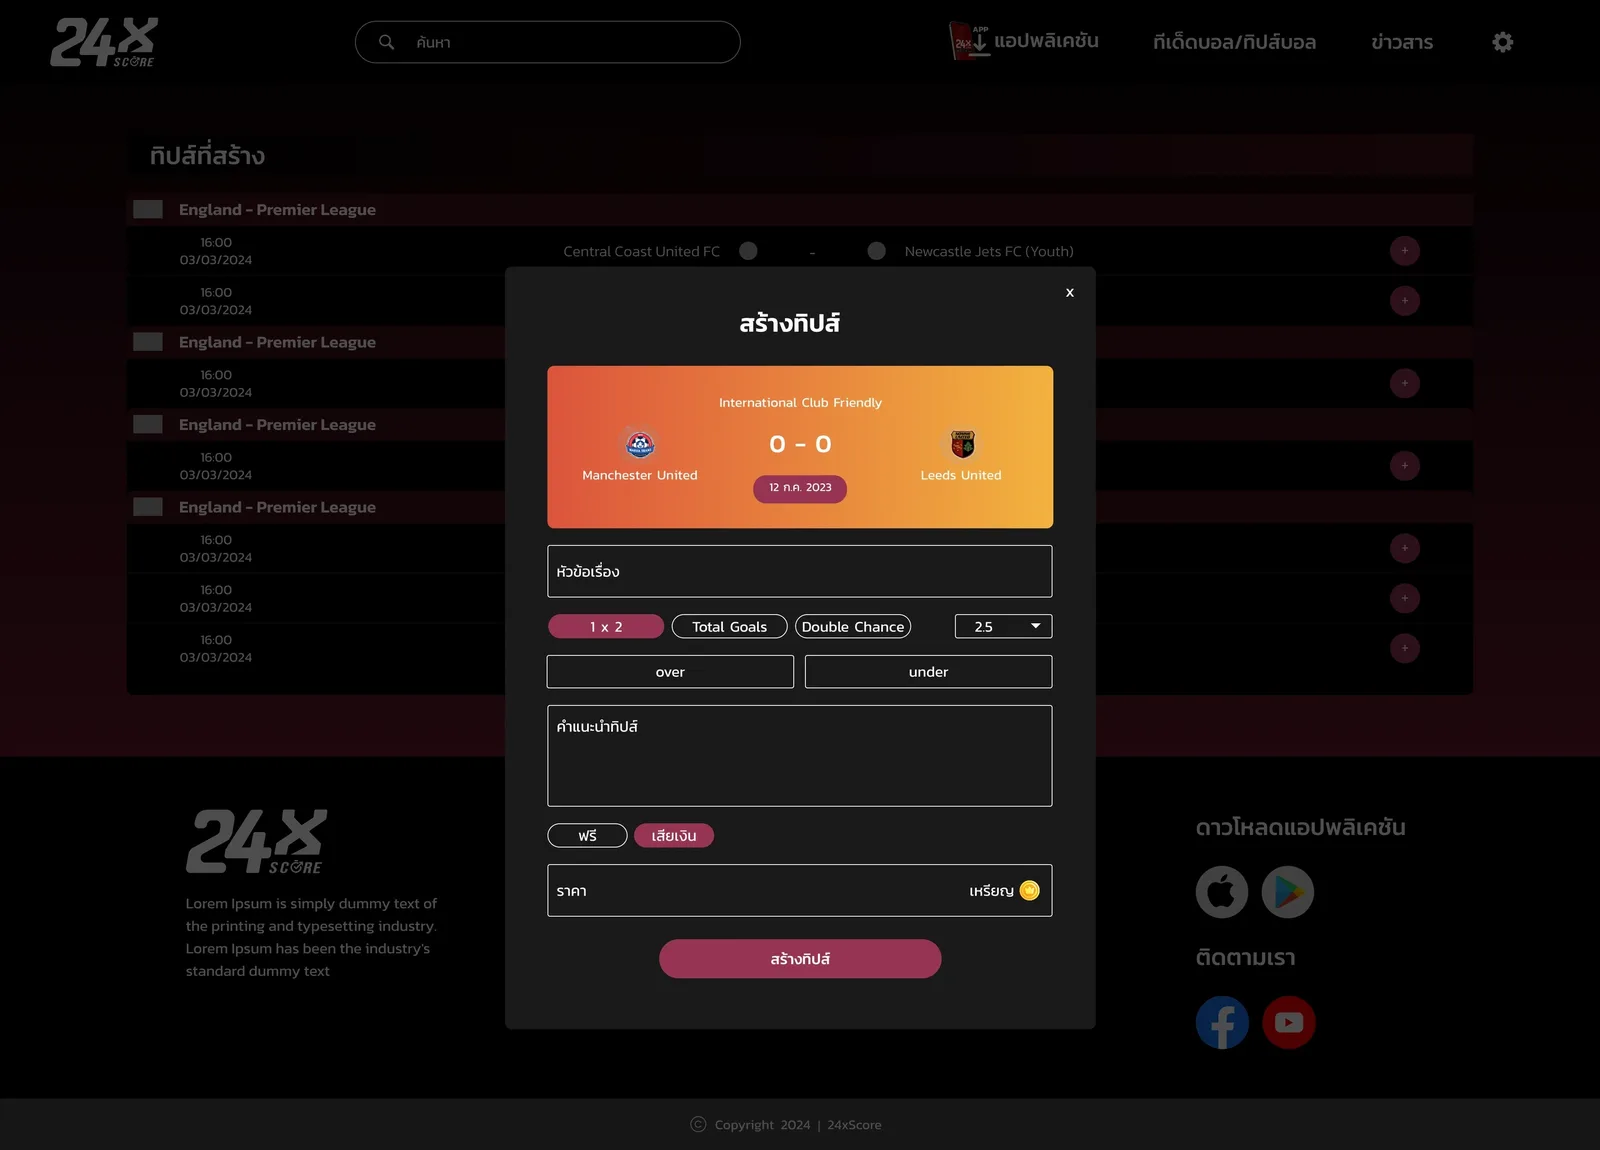 24X
SCORE
ค้นหา
APP
24X
แอปพลิเคชัน
ทีเด็ดบอล/ทิปส์บอล
ข่าวสาร
ทิปส์ที่สร้าง
England - Premier League
16:00
03/03/2024
Central Coast United FC - Newcastle Jets FC (Youth)
+
16:00
03/03/2024
+
England - Premier League
16:00
03/03/2024
+
England - Premier League
16:00
03/03/2024
+
England - Premier League
16:00
03/03/2024
+
16:00
03/03/2024
+
16:00
03/03/2024
+
x
สร้างทิปส์
International Club Friendly
0 - 0
Manchester United
Leeds United
12 ก.ค. 2023
หัวข้อเรื่อง
1 x 2
Total Goals
Double Chance
2.5
over
under
คำแนะนำทิปส์
ฟรี
เสียเงิน
ราคา
เหรียญ
สร้างทิปส์
24X
SCORE
Lorem Ipsum is simply dummy text of
the printing and typesetting industry.
Lorem Ipsum has been the industry's
standard dummy text
ดาวโหลดแอปพลิเคชัน
ติดตามเรา
© Copyright 2024 | 24xScore